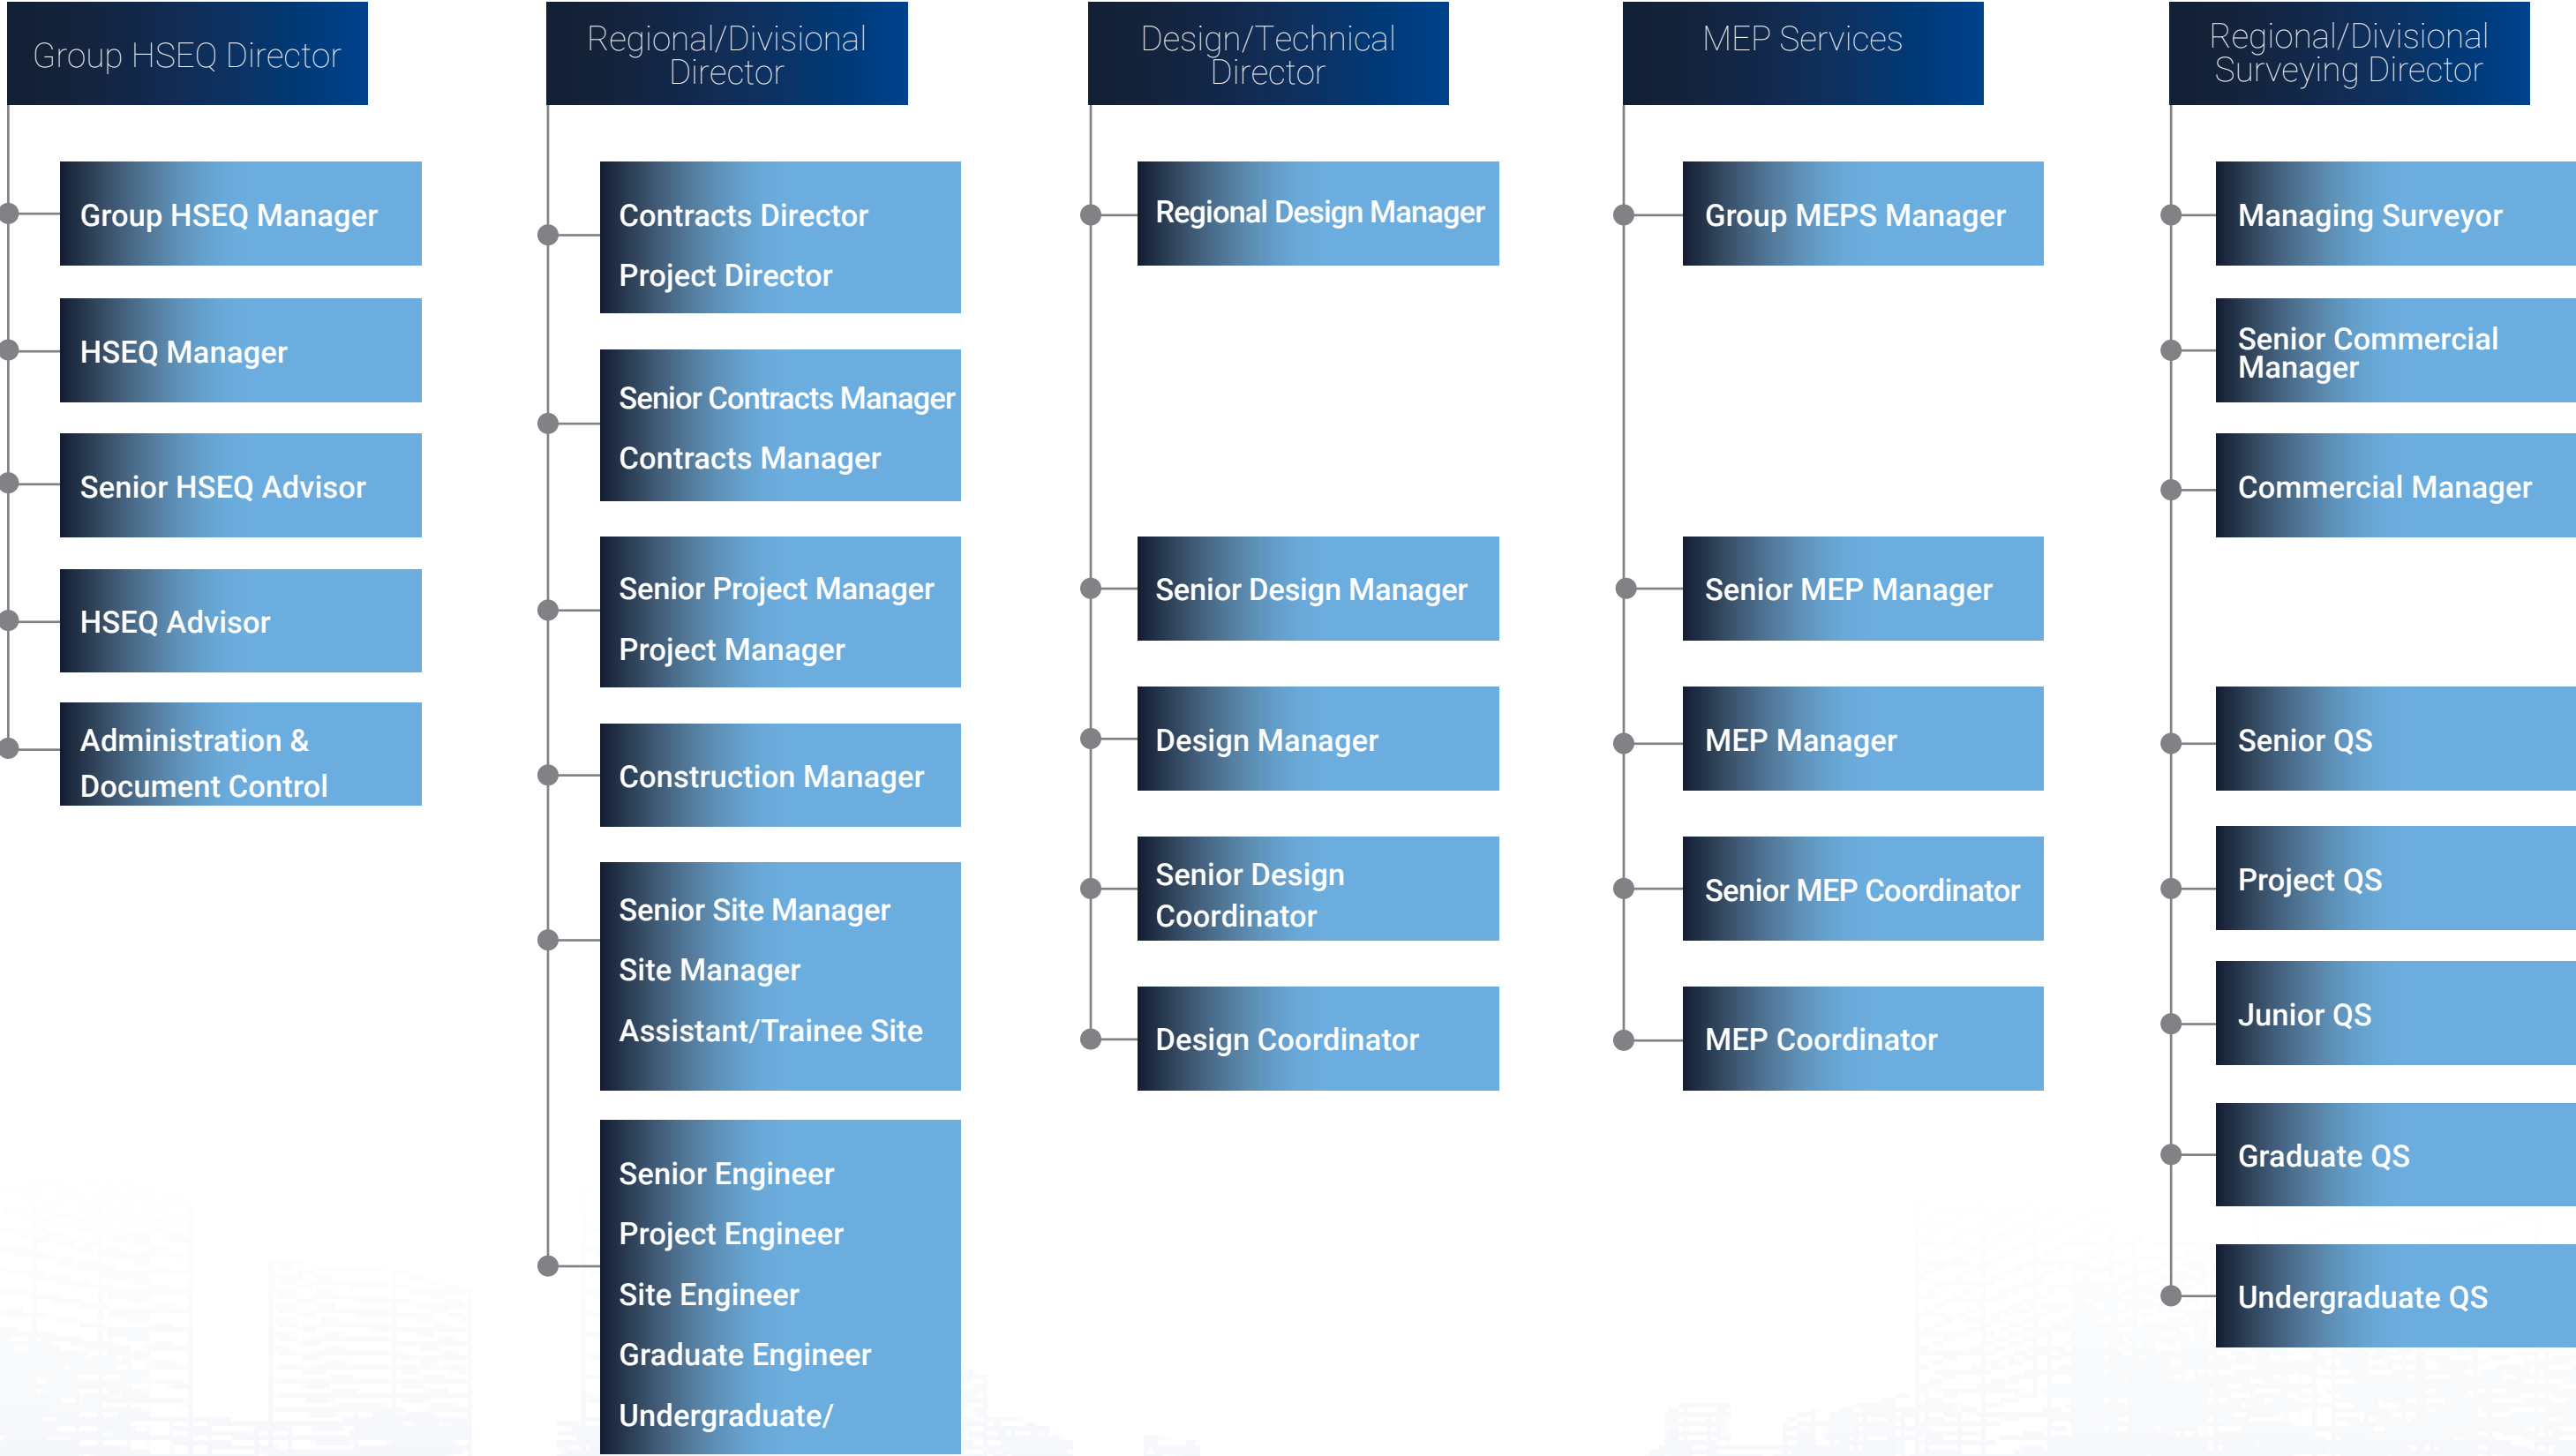 Group HSEQ Director
Group HSEQ Manager
HSEQ Manager
Senior HSEQ Advisor
HSEQ Advisor
Administration &
Document Control
Regional/Divisional
Director
Contracts Director
Project Director
Senior Contracts Manager
Contracts Manager
Senior Project Manager
Project Manager
Construction Manager
Senior Site Manager
Site Manager
Assistant/Trainee Site
Senior Engineer
Project Engineer
Site Engineer
Graduate Engineer
Undergraduate/
Design/Technical
Director
Regional Design Manager
Senior Design Manager
Design Manager
Senior Design
Coordinator
Design Coordinator
MEP Services
Group MEPS Manager
Senior MEP Manager
MEP Manager
Senior MEP Coordinator
MEP Coordinator
Regional/Divisional
Surveying Director
Managing Surveyor
Senior Commercial
Manager
Commercial Manager
Senior QS
Project QS
Junior QS
Graduate QS
Undergraduate QS